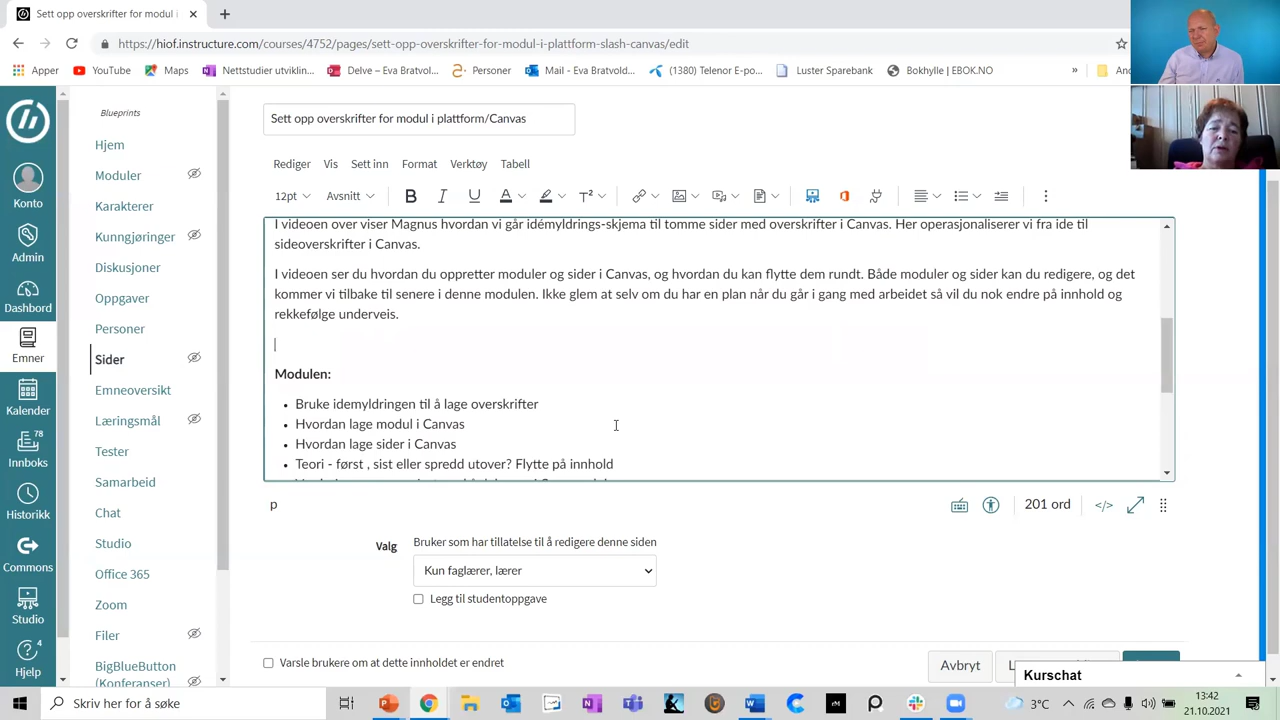 Sett opp overskrifter for modul i
https://hiof.instructure.com/courses/4752/pages/sett-opp-overskrifter-for-modul-i-plattform-slash-canvas/edit
Apper
YouTube
Maps
Nettstudier utviklin...
Delve – Eva Bratvol...
Personer
Mail - Eva Bratvold...
(1380) Telenor E-po...
Luster Sparebank
Bokhylle | EBOK.NO
»
Blueprints
Hjem
Moduler
Karakterer
Kunngjøringer
Diskusjoner
Oppgaver
Personer
Sider
Emneoversikt
Læringsmål
Tester
Samarbeid
Chat
Studio
Office 365
Zoom
Filer
BigBlueButton
(Konferanser)
Konto
Admin
Dashbord
Emner
Kalender
78
Innboks
Historikk
Commons
Studio
4
Hjelp
Sett opp overskrifter for modul i plattform/Canvas
Rediger Vis Sett inn Format Verktøy Tabell
12pt Avsnitt B I U A T²
I videoen over viser Magnus hvordan vi går idémyldrings-skjema til tomme sider med overskrifter i Canvas. Her operasjonaliserer vi fra ide til
sideoverskrifter i Canvas.
I videoen ser du hvordan du oppretter moduler og sider i Canvas, og hvordan du kan flytte dem rundt. Både moduler og sider kan du redigere, og det
kommer vi tilbake til senere i denne modulen. Ikke glem at selv om du har en plan når du går i gang med arbeidet så vil du nok endre på innhold og
rekkefølge underveis.
Modulen:
• Bruke idemyldringen til å lage overskrifter
• Hvordan lage modul i Canvas
• Hvordan lage sider i Canvas
• Teori - først , sist eller spredd utover? Flytte på innhold
p
201 ord
</>
Valg
Bruker som har tillatelse til å redigere denne siden
Kun faglærer, lærer
Legg til studentoppgave
Varsle brukere om at dette innholdet er endret
Avbryt
Kurschat
Skriv her for å søke
3°C
13:42
21.10.2021